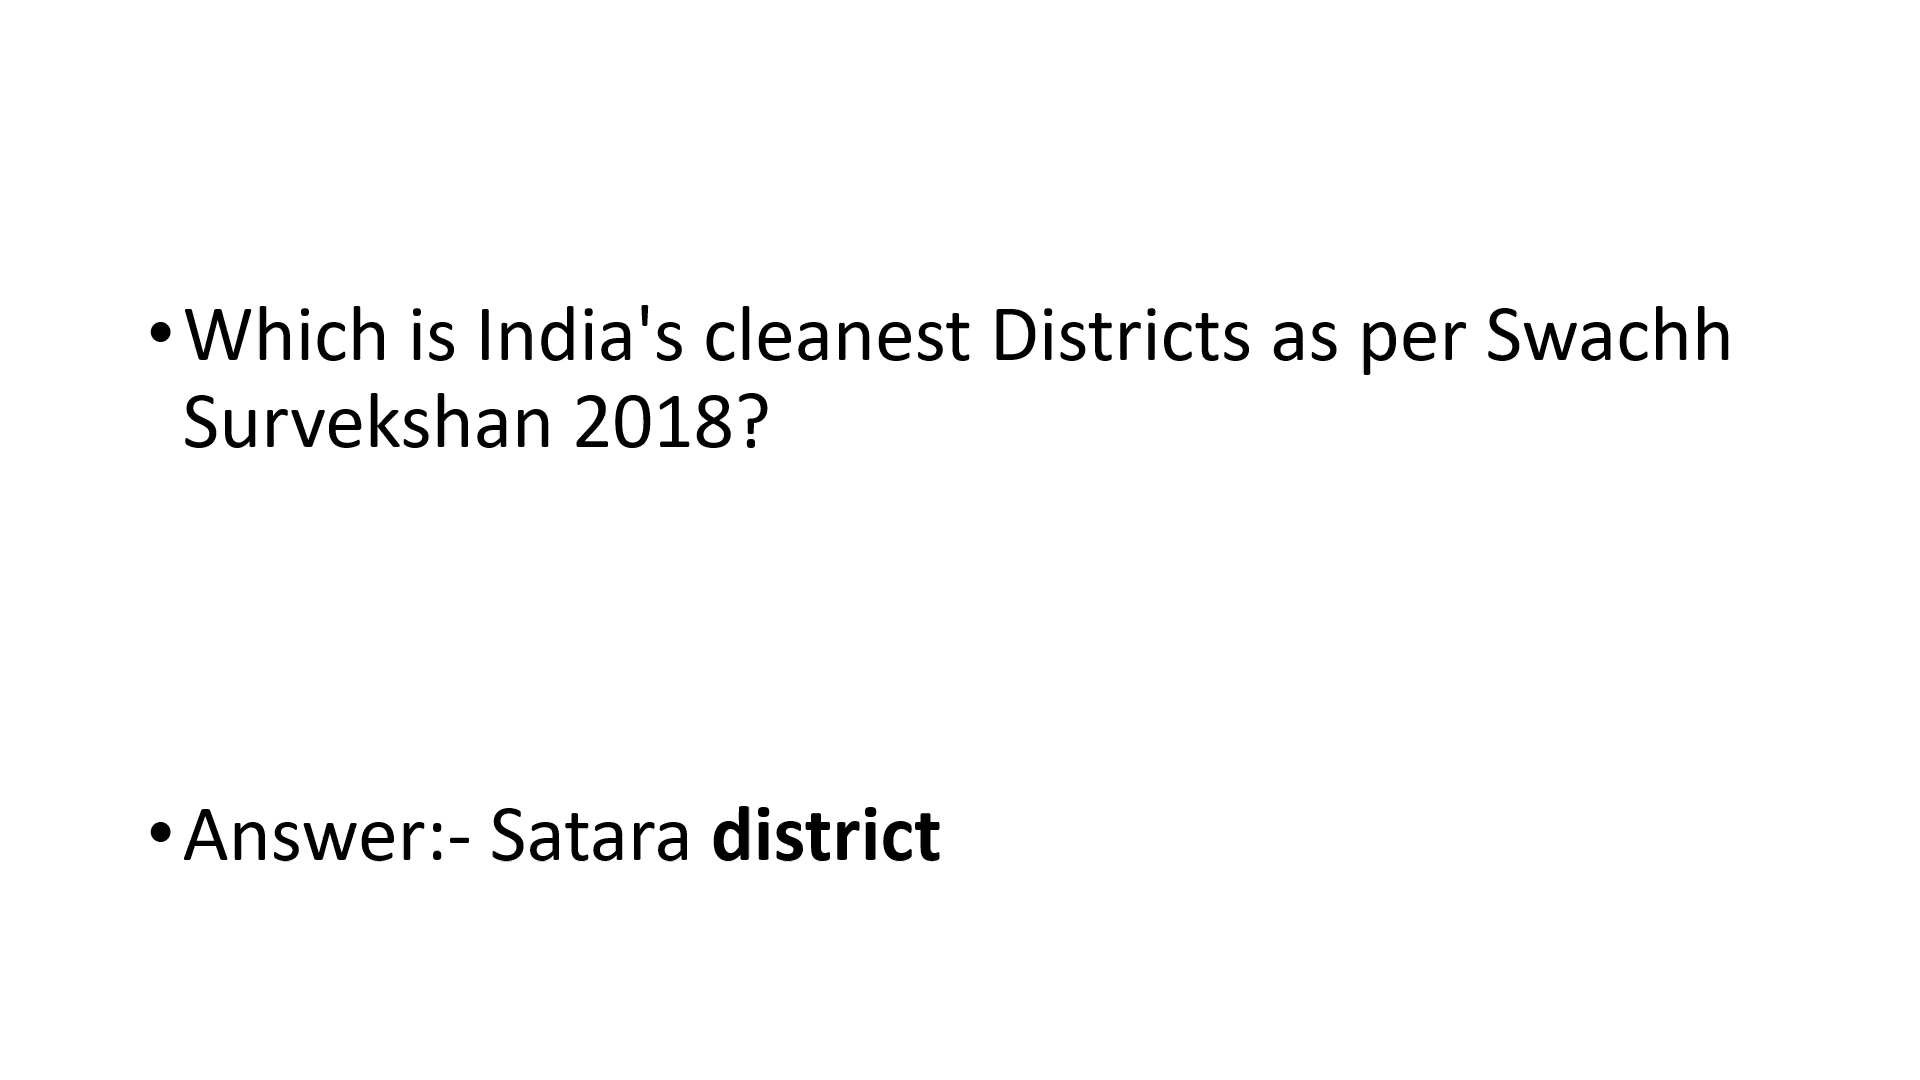 •Which is India's cleanest Districts as per Swachh
Survekshan 2018?
•Answer:- Satara district